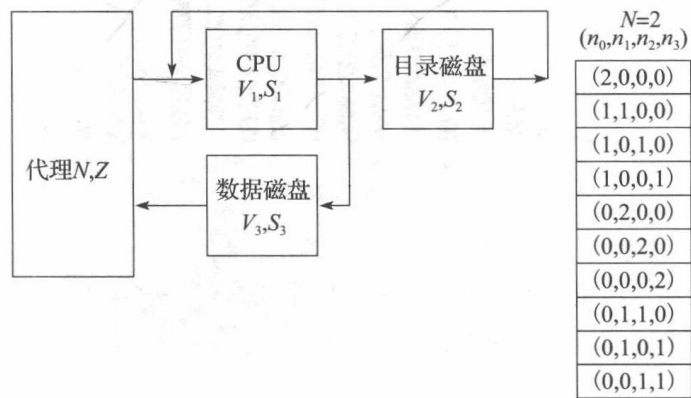 CPU
V₁,S₁
目录磁盘
V₂,S₂
代理N,Z
数据磁盘
V₃,S₃
N=2
(n₀,n₁,n₂,n₃)
(2,0,0,0)
(1,1,0,0)
(1,0,1,0)
(1,0,0,1)
(0,2,0,0)
(0,0,2,0)
(0,0,0,2)
(0,1,1,0)
(0,1,0,1)
(0,0,1,1)